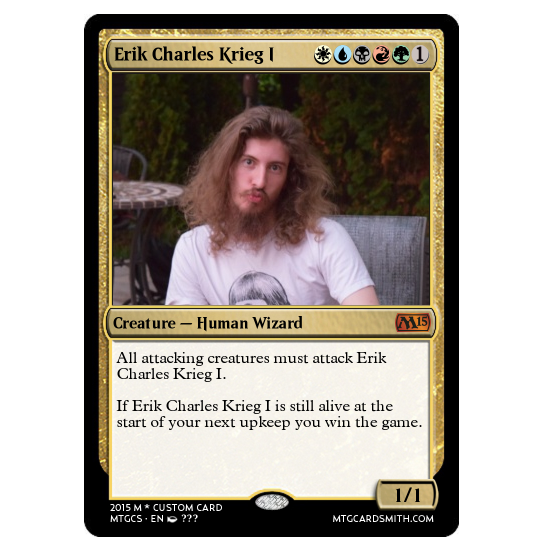 Erik Charles Krieg I 1
Creature — Human Wizard M15
All attacking creatures must attack Erik
Charles Krieg I.
If Erik Charles Krieg I is still alive at the
start of your next upkeep you win the game.
1/1
2015 M * CUSTOM CARD
MTGCS · EN ???
MTGCARDSMITH.COM